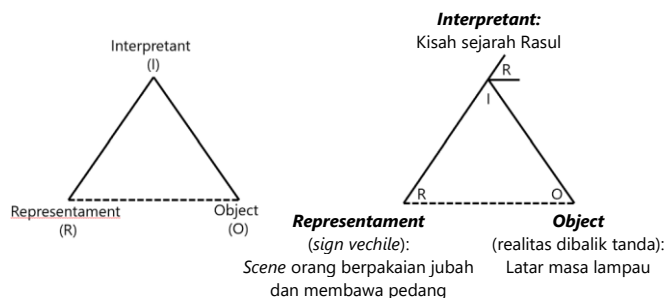 Interpretant
(I)
Representament
(R)
Object
(O)
Interpretant:
Kisah sejarah Rasul
R
I
R
O
Representament
(sign vechile):
Scene orang berpakaian jubah
dan membawa pedang
Object
(realitas dibalik tanda):
Latar masa lampau